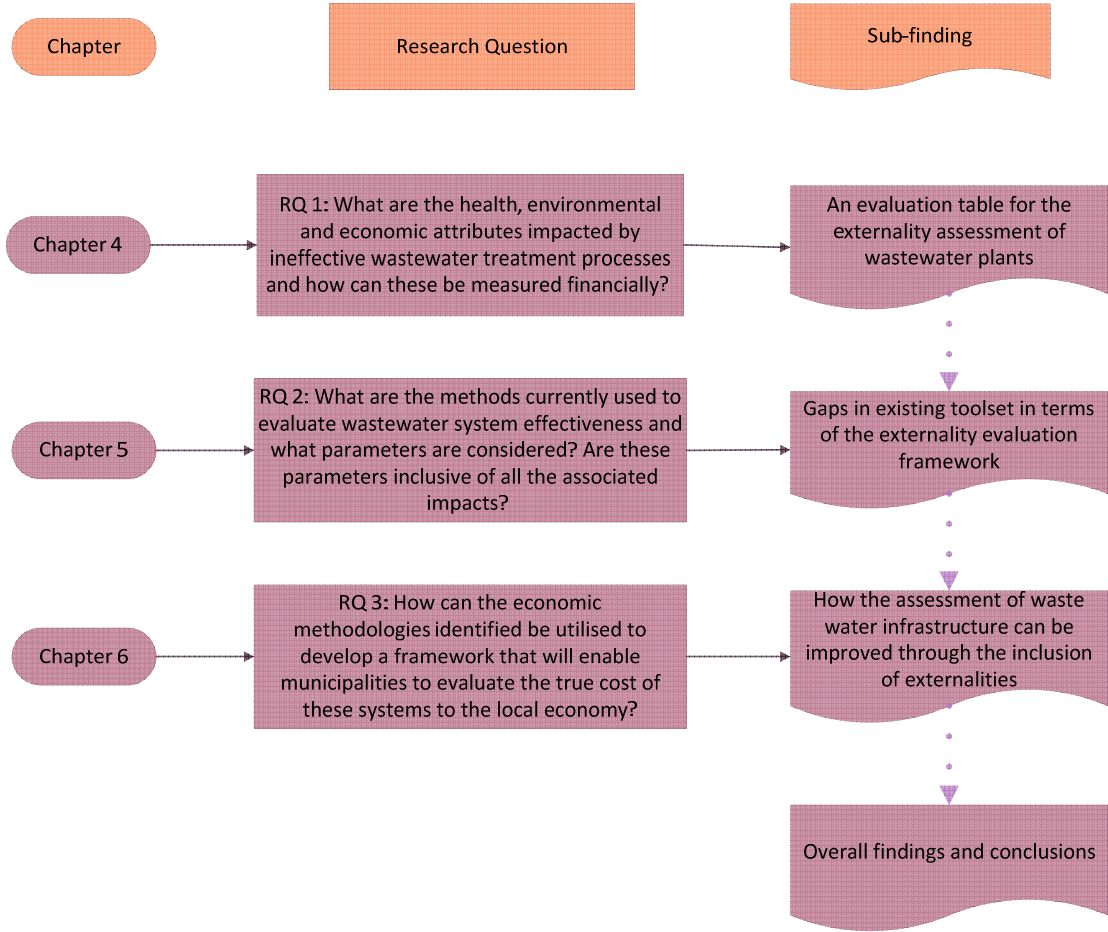 Chapter
Research Question
Sub-finding
Chapter 4
RQ 1: What are the health, environmental
and economic attributes impacted by
ineffective wastewater treatment processes
and how can these be measured financially?
An evaluation table for the
externality assessment of
wastewater plants
Chapter 5
RQ 2: What are the methods currently used to
evaluate wastewater system effectiveness and
what parameters are considered? Are these
parameters inclusive of all the associated
impacts?
Gaps in existing toolset in terms
of the externality evaluation
framework
Chapter 6
RQ 3: How can the economic
methodologies identified be utilised to
develop a framework that will enable
municipalities to evaluate the true cost of
these systems to the local economy?
How the assessment of waste
water infrastructure can be
improved through the inclusion
of externalities
Overall findings and conclusions